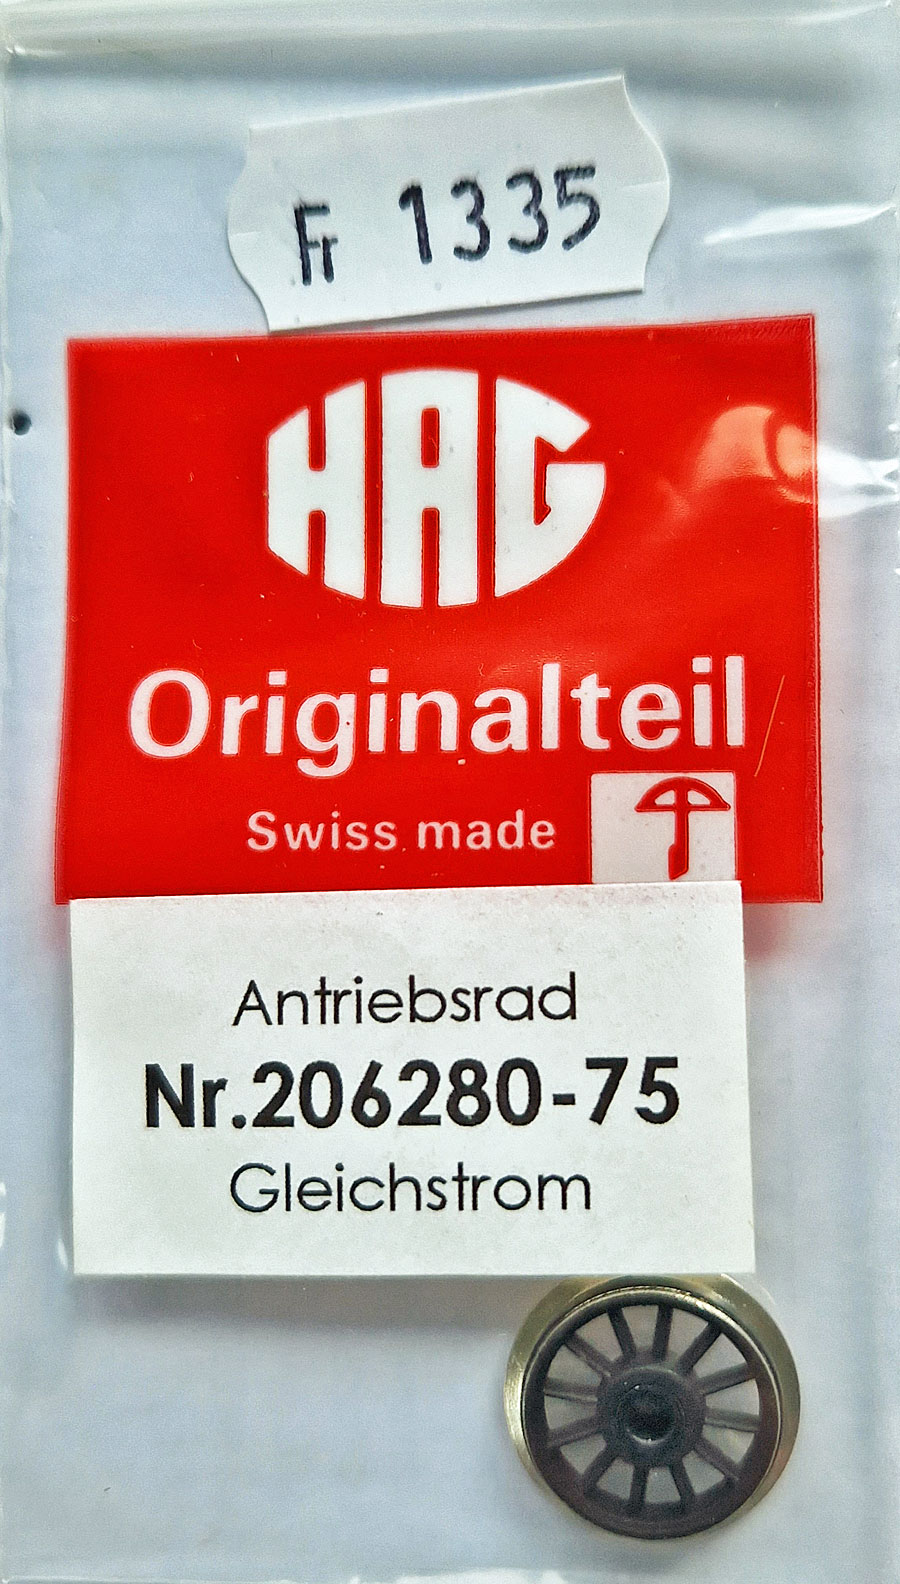 Fr 1335
HAG
Originalteil
Swiss made
Antriebsrad
Nr.206280-75
Gleichstrom